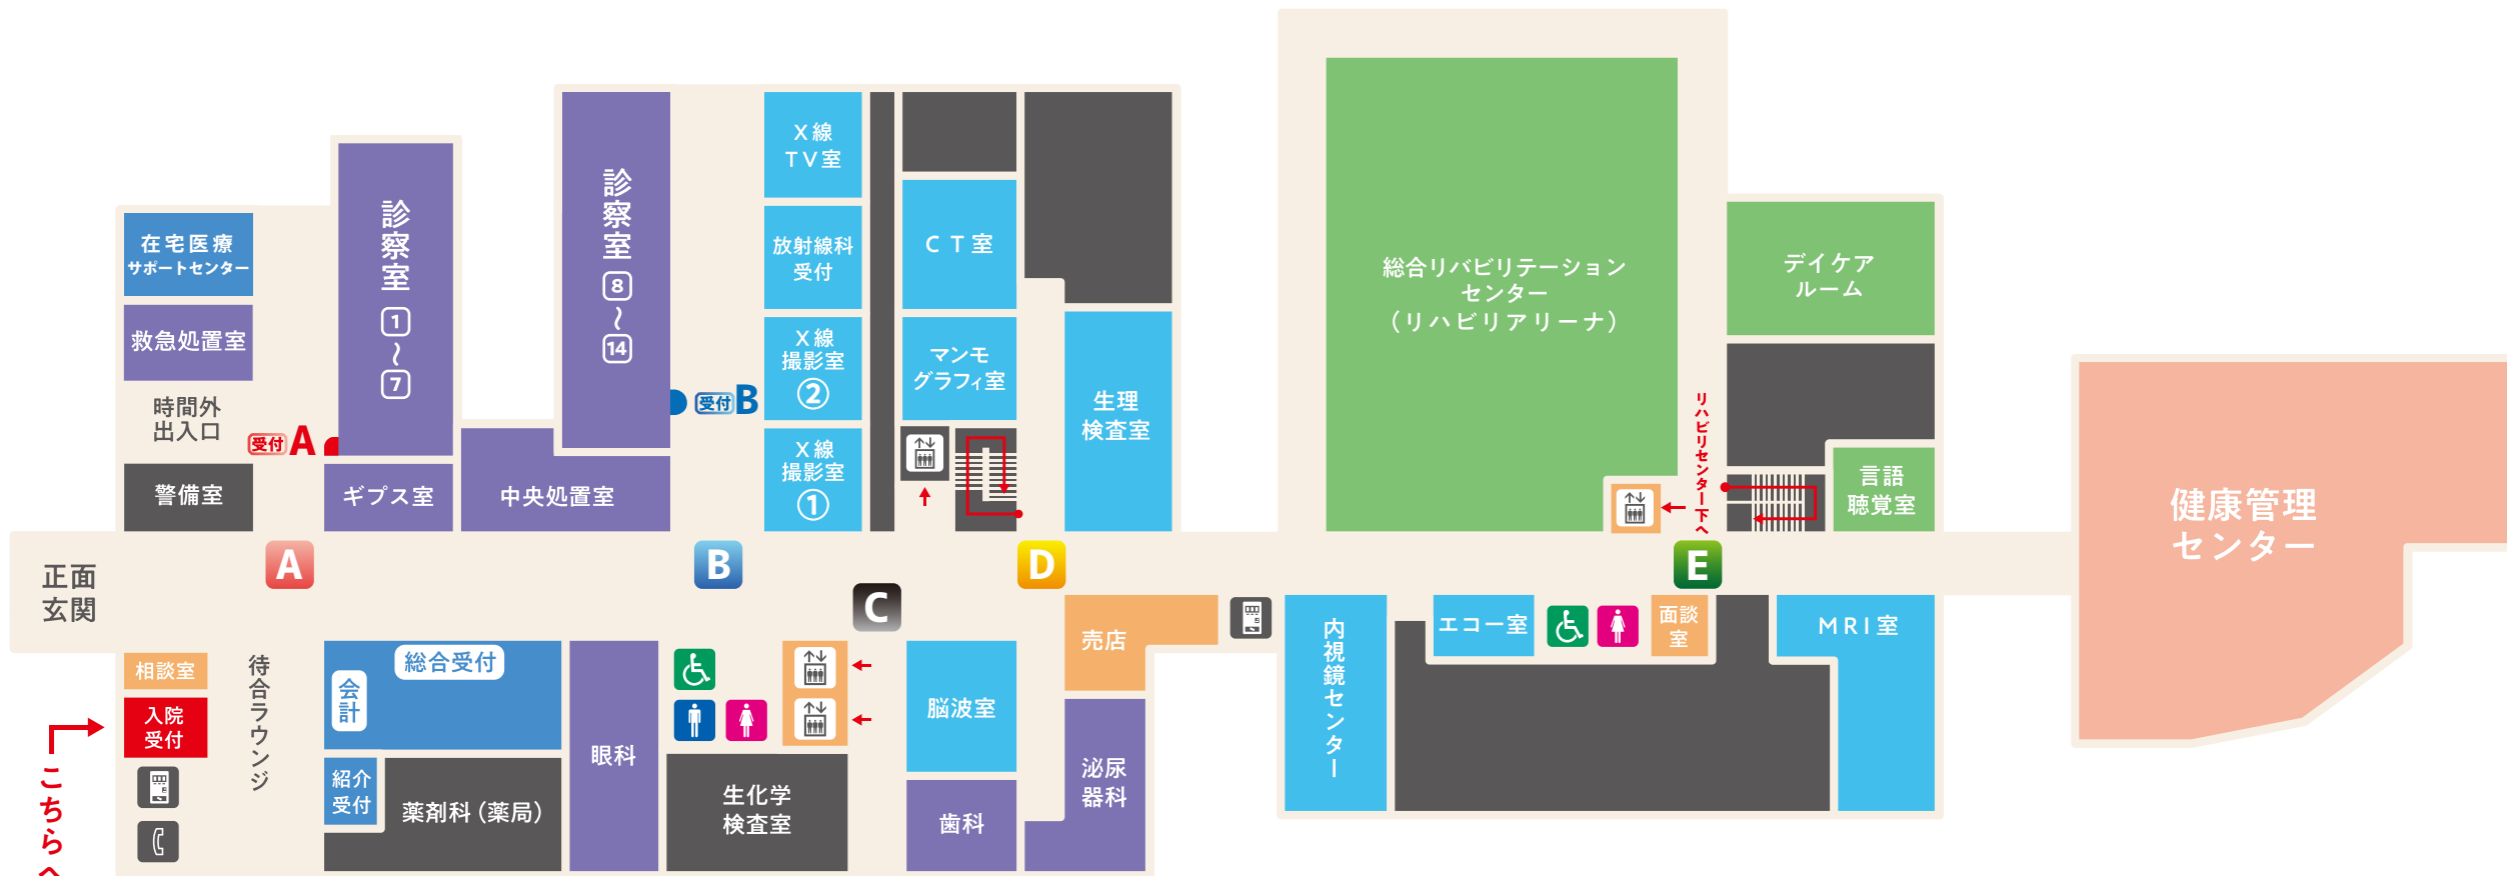 在宅医療
サポートセンター
救急処置室
時間外
出入口
警備室
受付 A
診察室 1〜7
ギプス室
中央処置室
診察室 8〜14
受付 B
X線
TV室
放射線科
受付
X線
撮影室
②
X線
撮影室
①
CT室
マンモ
グラフィ室
生理
検査室
総合リバビリテーション
センター
（リハビリアリーナ）
デイケア
ルーム
リハビリセンター下へ
言語
聴覚室
健康管理
センター
正面
玄関
A
B
C
D
E
相談室
入院
受付
こちらへ
待合ラウンジ
総合受付
会計
紹介
受付
薬剤科（薬局）
眼科
生化学
検査室
脳波室
歯科
売店
泌尿
器科
内視鏡センター
エコー室
面談
室
MRI室